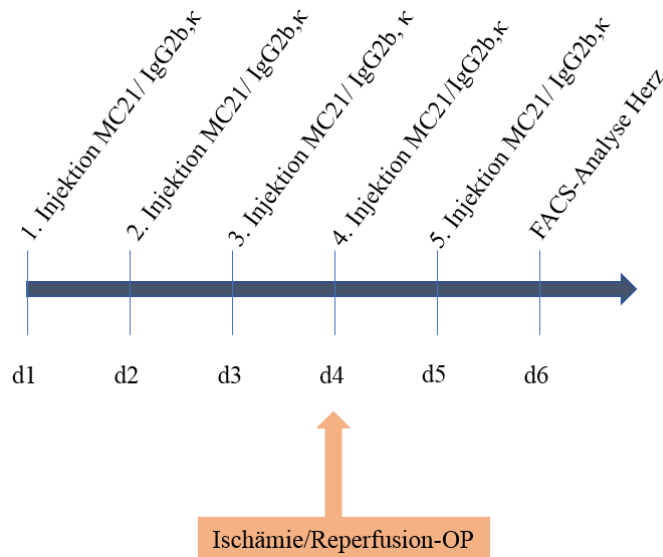 1. Injektion MC21/ IgG2b,κ
2. Injektion MC21/ IgG2b,κ
3. Injektion MC21/ IgG2b, κ
4. Injektion MC21/IgG2b,κ
5. Injektion MC21/ IgG2b,κ
FACS-Analyse Herz
d1
d2
d3
d4
d5
d6
Ischämie/Reperfusion-OP